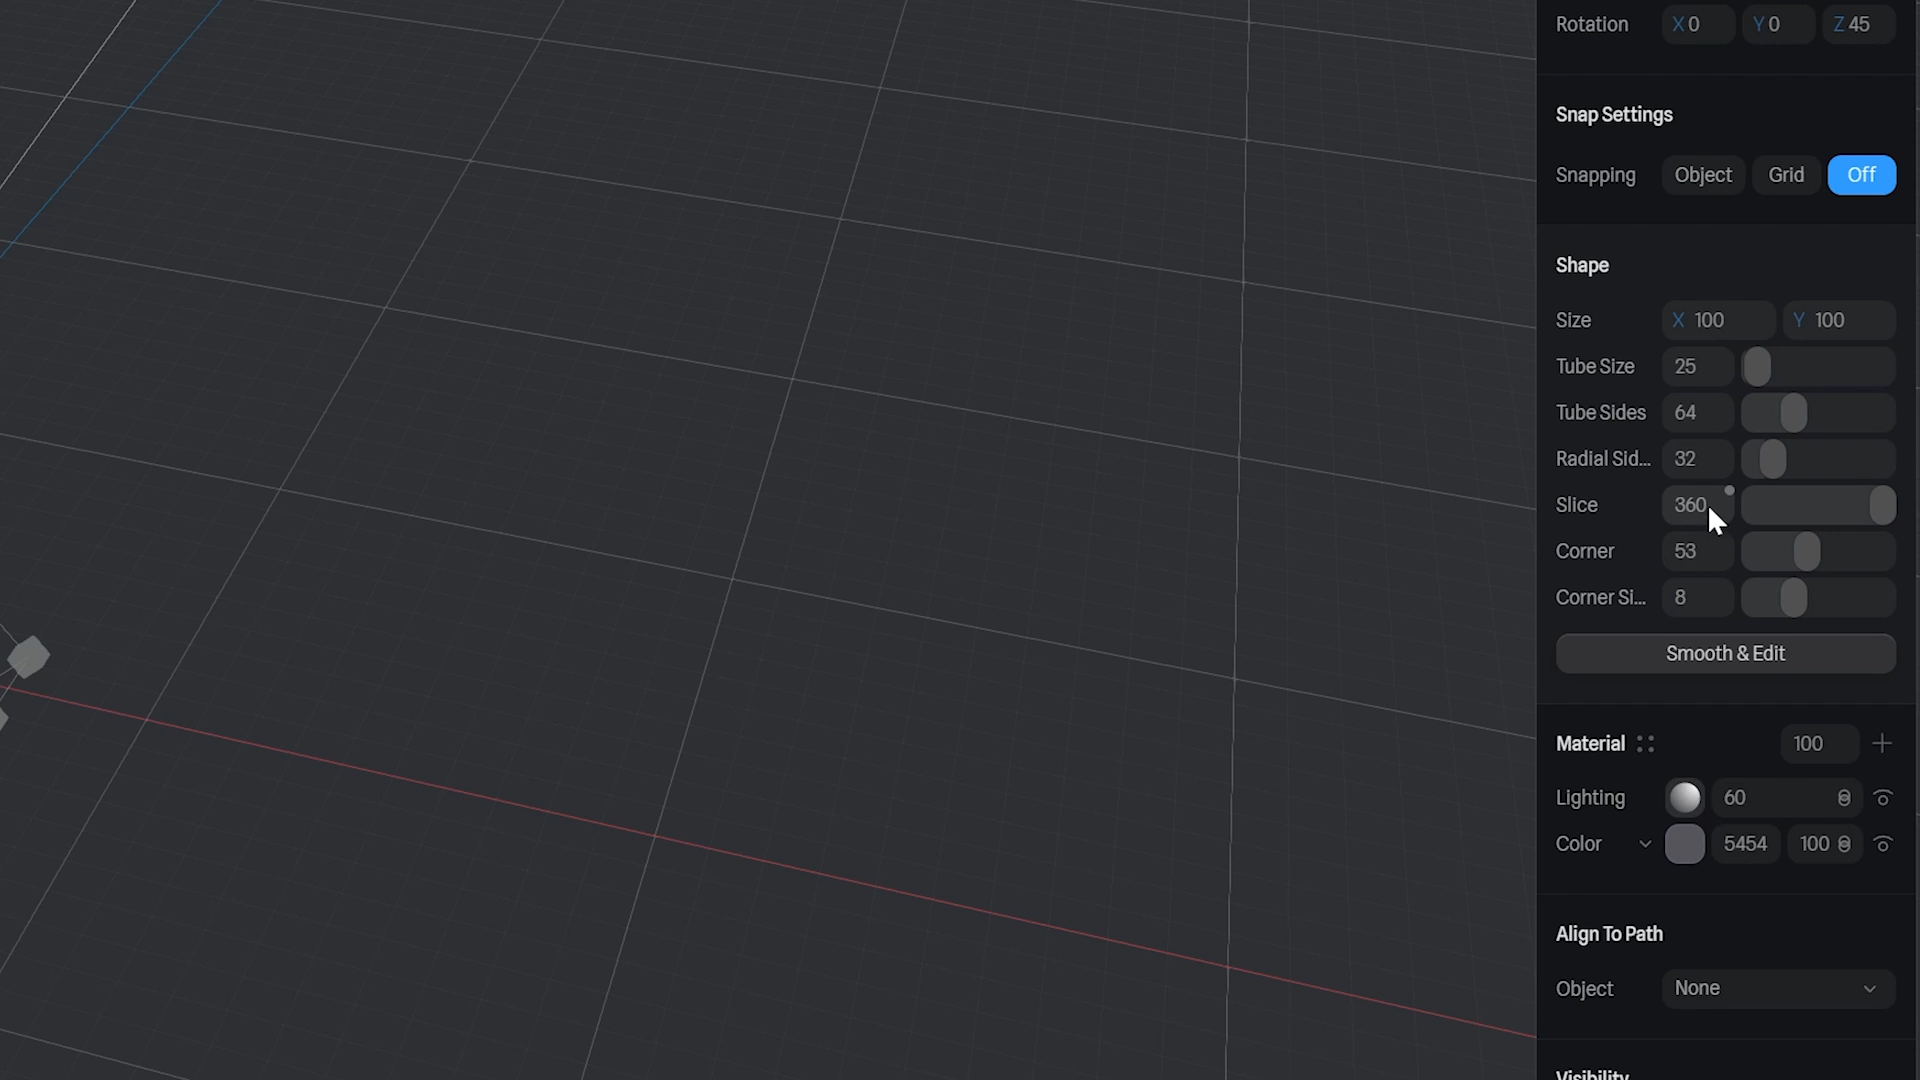 Rotation X 0 Y 0 Z 45
Snap Settings
Snapping Object Grid Off
Shape
Size X 100 Y 100
Tube Size 25
Tube Sides 64
Radial Sid... 32
Slice 360
Corner 53
Corner Si... 8
Smooth & Edit
Material 100
Lighting 60
Color 5454 100
Align To Path
Object None
Visibility